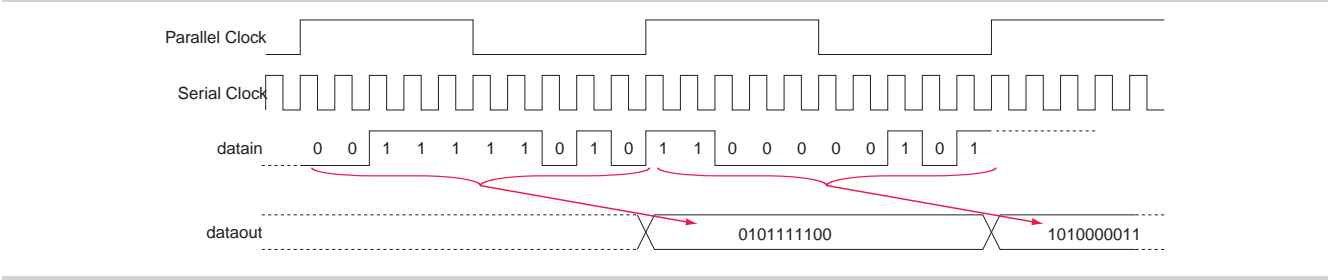 Parallel Clock
Serial Clock
datain 0 0 1 1 1 1 1 0 1 0 1 1 0 0 0 0 0 1 0 1
dataout 0101111100 1010000011